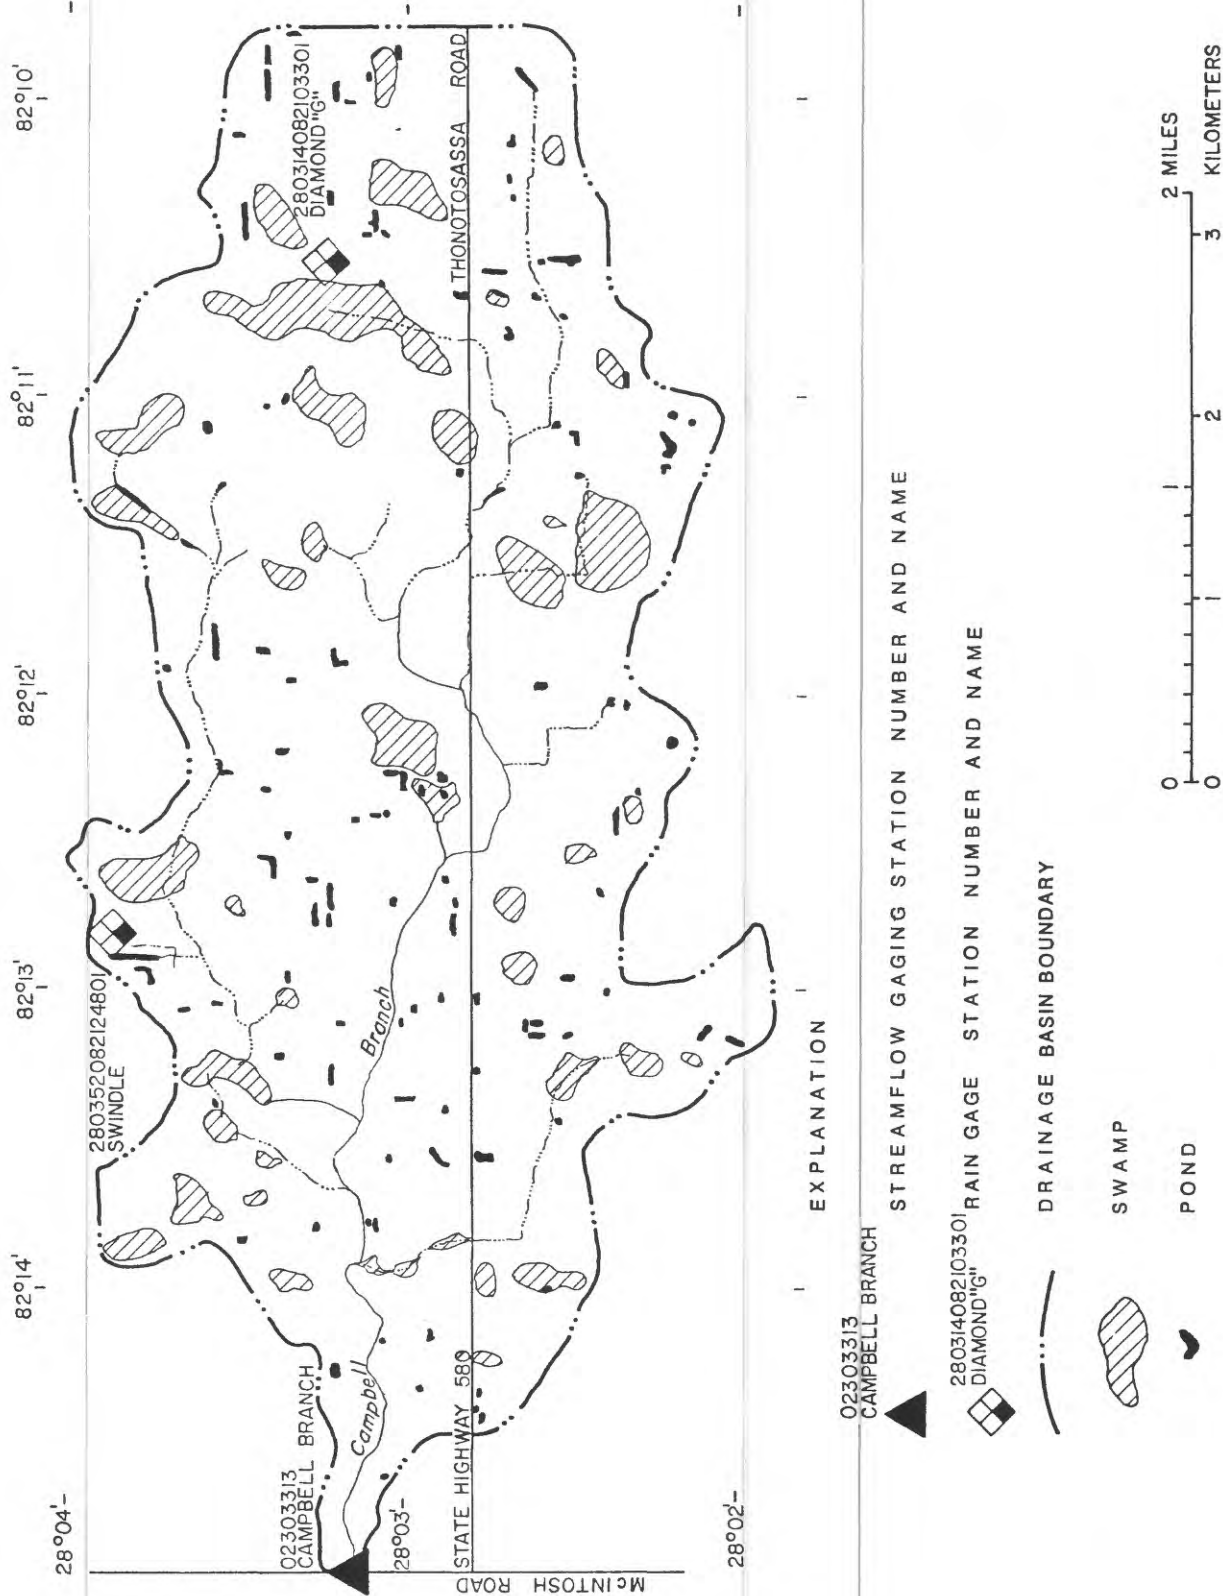 82°14'
82°13'
82°12'
82°11'
82°10'
28°04'
2803520821​24801
SWINDLE
280314082103301
DIAMOND "G"
02303313
CAMPBELL BRANCH
Campbell
Branch
28°03'
STATE HIGHWAY 580
THONOTOSASSA ROAD
McINTOSH ROAD
28°02'
EXPLANATION
02303313
CAMPBELL BRANCH
STREAMFLOW GAGING STATION NUMBER AND NAME
280314082103301
DIAMOND "G"
RAIN GAGE STATION NUMBER AND NAME
DRAINAGE BASIN BOUNDARY
SWAMP
POND
0 1 2 MILES
0 1 2 3 KILOMETERS